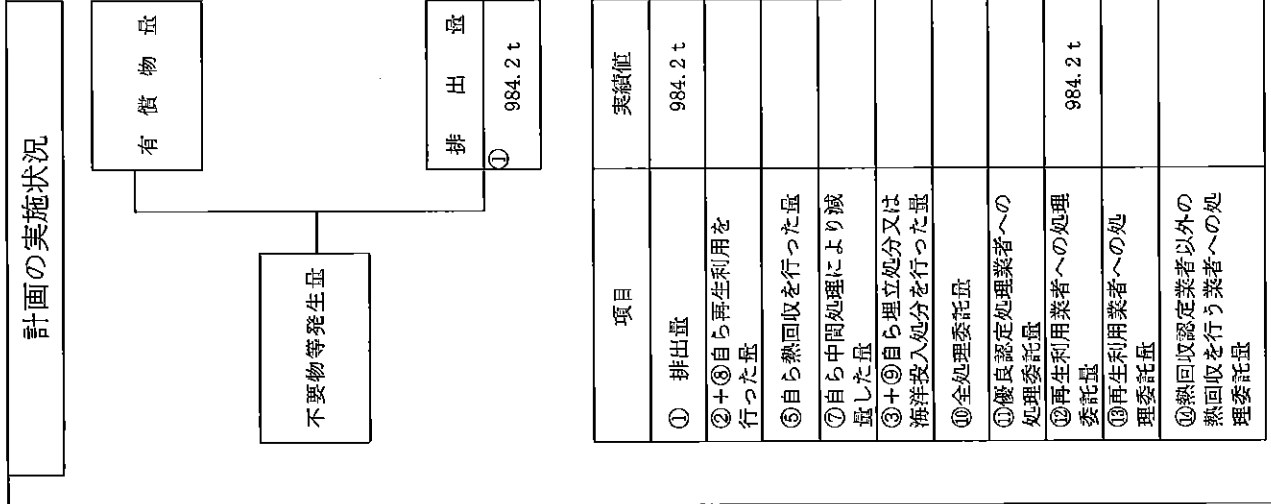 計画の実施状況
有償物量
不要物等発生量
排出量
①
984.2 t
項目
実績値
① 排出量
984.2 t
②+⑧自ら再生利用を
行った量
⑤自ら熱回収を行った量
⑦自ら中間処理により減
量した量
③+⑨自ら埋立処分又は
海洋投入処分を行った量
⑩全処理委託量
⑪優良認定処理業者への
処理委託量
⑫再生利用業者への処理
委託量
984.2 t
⑬再生利用業者への処
理委託量
⑭熱回収認定業者以外の
熱回収を行う業者への処
理委託量